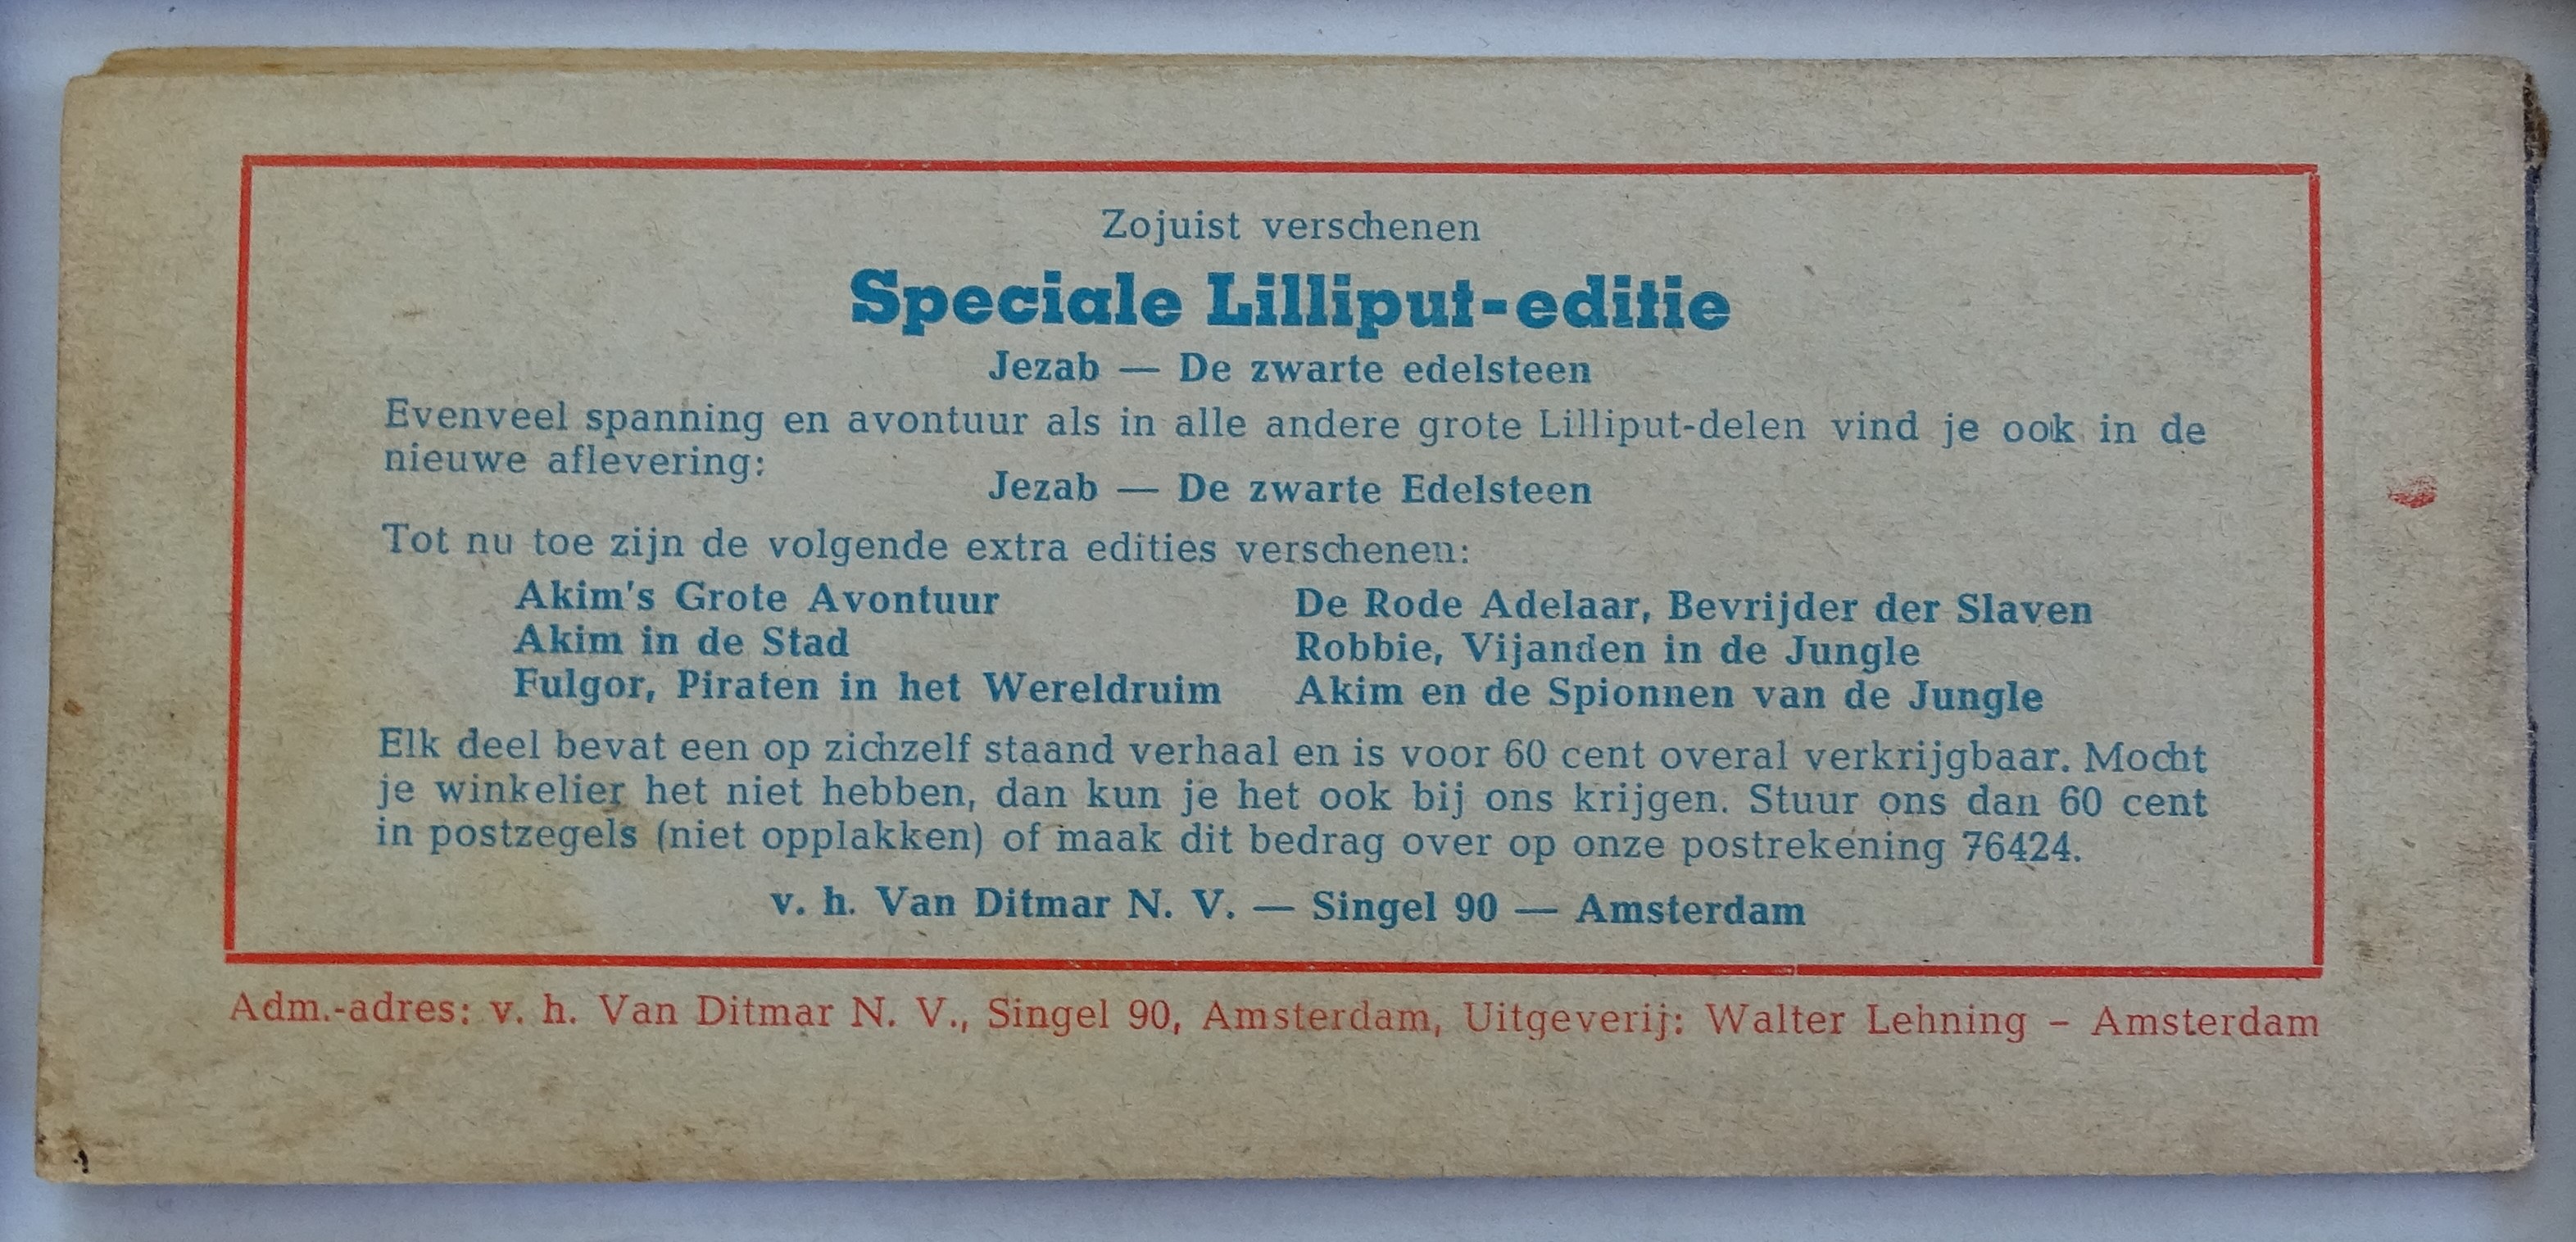 Zojuist verschenen
Speciale Lilliput-editie
Jezab — De zwarte edelsteen
Evenveel spanning en avontuur als in alle andere grote Lilliput-delen vind je ook in de
nieuwe aflevering:
Jezab — De zwarte Edelsteen
Tot nu toe zijn de volgende extra edities verschenen:
Akim's Grote Avontuur
Akim in de Stad
Fulgor, Piraten in het Wereldruim
De Rode Adelaar, Bevrijder der Slaven
Robbie, Vijanden in de Jungle
Akim en de Spionnen van de Jungle
Elk deel bevat een op zichzelf staand verhaal en is voor 60 cent overal verkrijgbaar. Mocht
je winkelier het niet hebben, dan kun je het ook bij ons krijgen. Stuur ons dan 60 cent
in postzegels (niet opplakken) of maak dit bedrag over op onze postrekening 76424.
v. h. Van Ditmar N. V. — Singel 90 — Amsterdam
Adm.-adres: v. h. Van Ditmar N. V., Singel 90, Amsterdam, Uitgeverij: Walter Lehning – Amsterdam